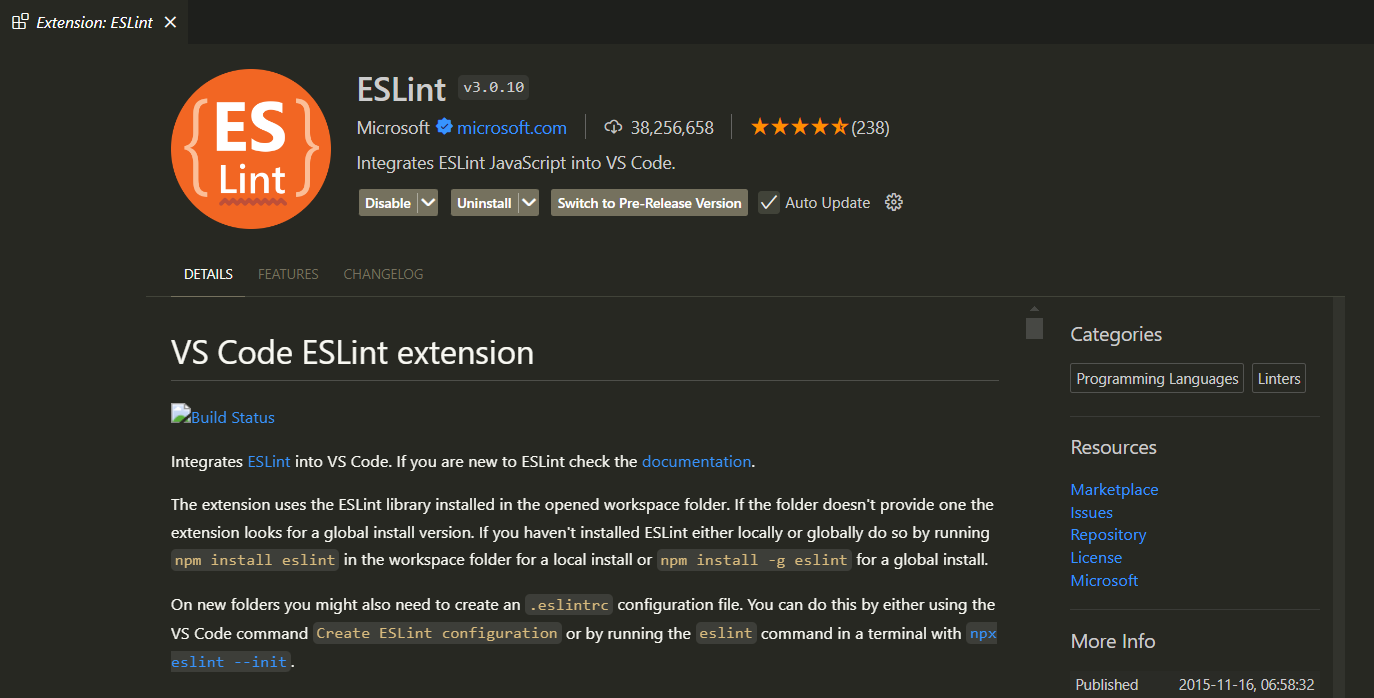 Extension: ESLint
ES
Lint
ESLint v3.0.10
Microsoft microsoft.com 38,256,658 (238)
Integrates ESLint JavaScript into VS Code.
Disable Uninstall Switch to Pre-Release Version Auto Update
DETAILS FEATURES CHANGELOG
VS Code ESLint extension
Build Status
Integrates ESLint into VS Code. If you are new to ESLint check the documentation.
The extension uses the ESLint library installed in the opened workspace folder. If the folder doesn't provide one the
extension looks for a global install version. If you haven't installed ESLint either locally or globally do so by running
npm install eslint in the workspace folder for a local install or npm install -g eslint for a global install.
On new folders you might also need to create an .eslintrc configuration file. You can do this by either using the
VS Code command Create ESLint configuration or by running the eslint command in a terminal with npx
eslint --init.
Categories
Programming Languages Linters
Resources
Marketplace
Issues
Repository
License
Microsoft
More Info
Published 2015-11-16, 06:58:32